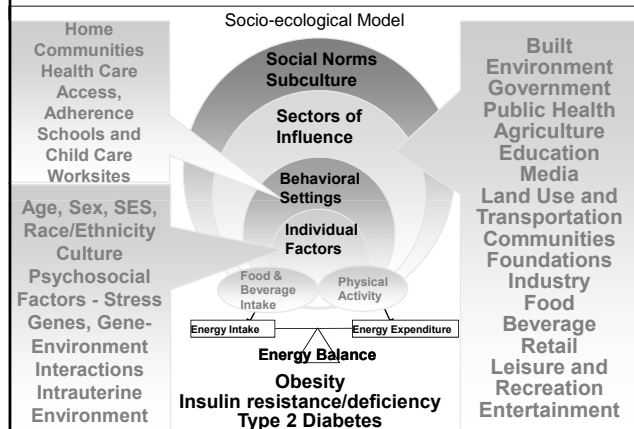 Socio-ecological Model
Home
Communities
Health Care
Access,
Adherence
Schools and
Child Care
Worksites
Age, Sex, SES,
Race/Ethnicity
Culture
Psychosocial
Factors - Stress
Genes, Gene-
Environment
Interactions
Intrauterine
Environment
Social Norms
Subculture
Sectors of
Influence
Behavioral
Settings
Individual
Factors
Food &
Beverage
Intake
Physical
Activity
Energy Intake
Energy Expenditure
Energy Balance
Obesity
Insulin resistance/deficiency
Type 2 Diabetes
Built
Environment
Government
Public Health
Agriculture
Education
Media
Land Use and
Transportation
Communities
Foundations
Industry
Food
Beverage
Retail
Leisure and
Recreation
Entertainment